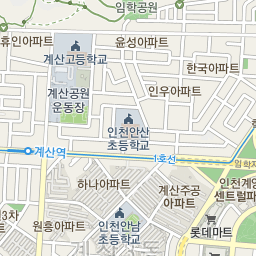 임학공원
휴인아파트
윤성아파트
계산고등학교
한국아파트
계산공원
운동장
인우아파트
인천안산
초등학교
계산역
1호선
하나아파트
계산주공
아파트
인천계양
센트럴파크
3차
원흥아파트
인천안남
초등학교
롯데마트